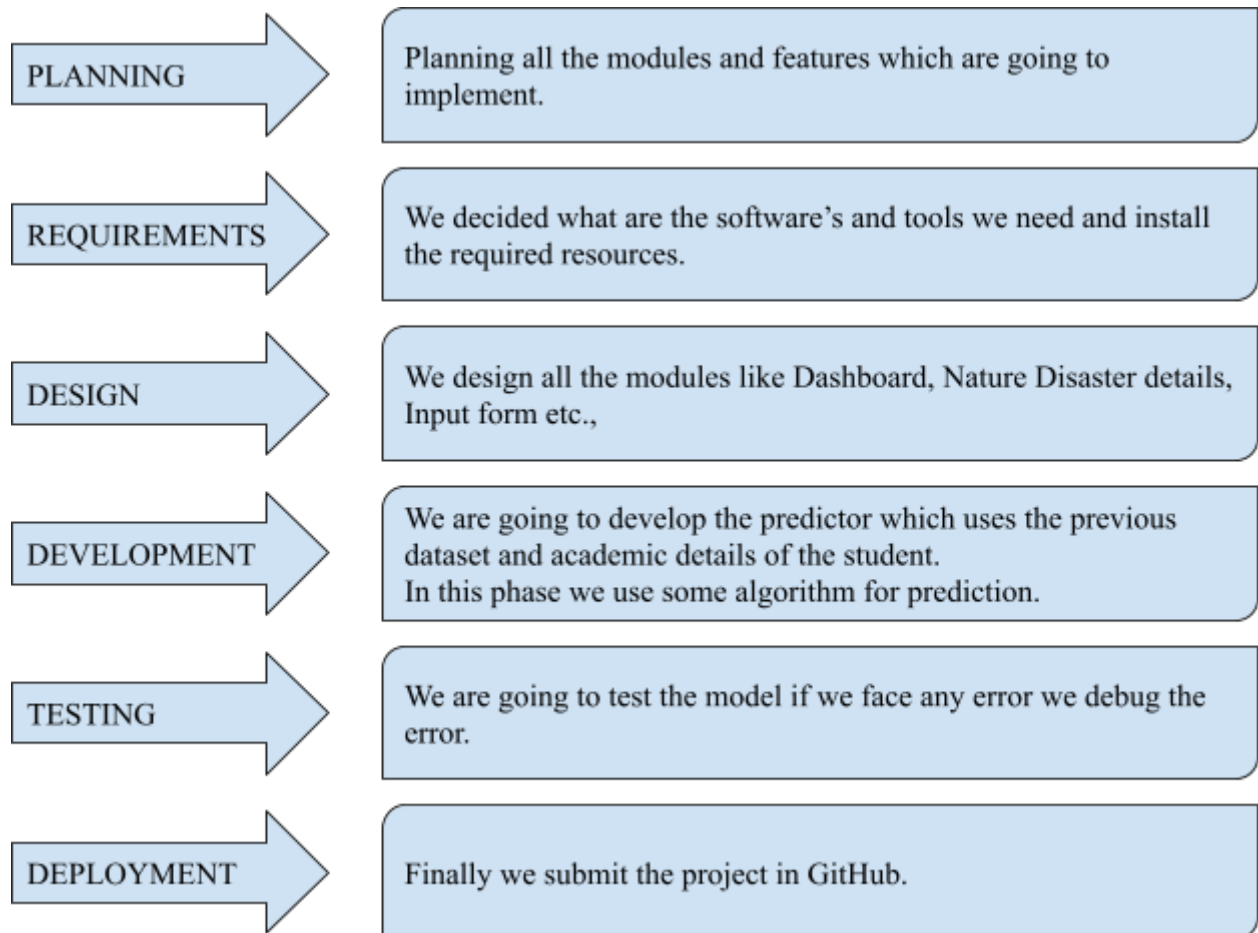 PLANNING
Planning all the modules and features which are going to
implement.
REQUIREMENTS
We decided what are the software’s and tools we need and install
the required resources.
DESIGN
We design all the modules like Dashboard, Nature Disaster details,
Input form etc.,
DEVELOPMENT
We are going to develop the predictor which uses the previous
dataset and academic details of the student.
In this phase we use some algorithm for prediction.
TESTING
We are going to test the model if we face any error we debug the
error.
DEPLOYMENT
Finally we submit the project in GitHub.